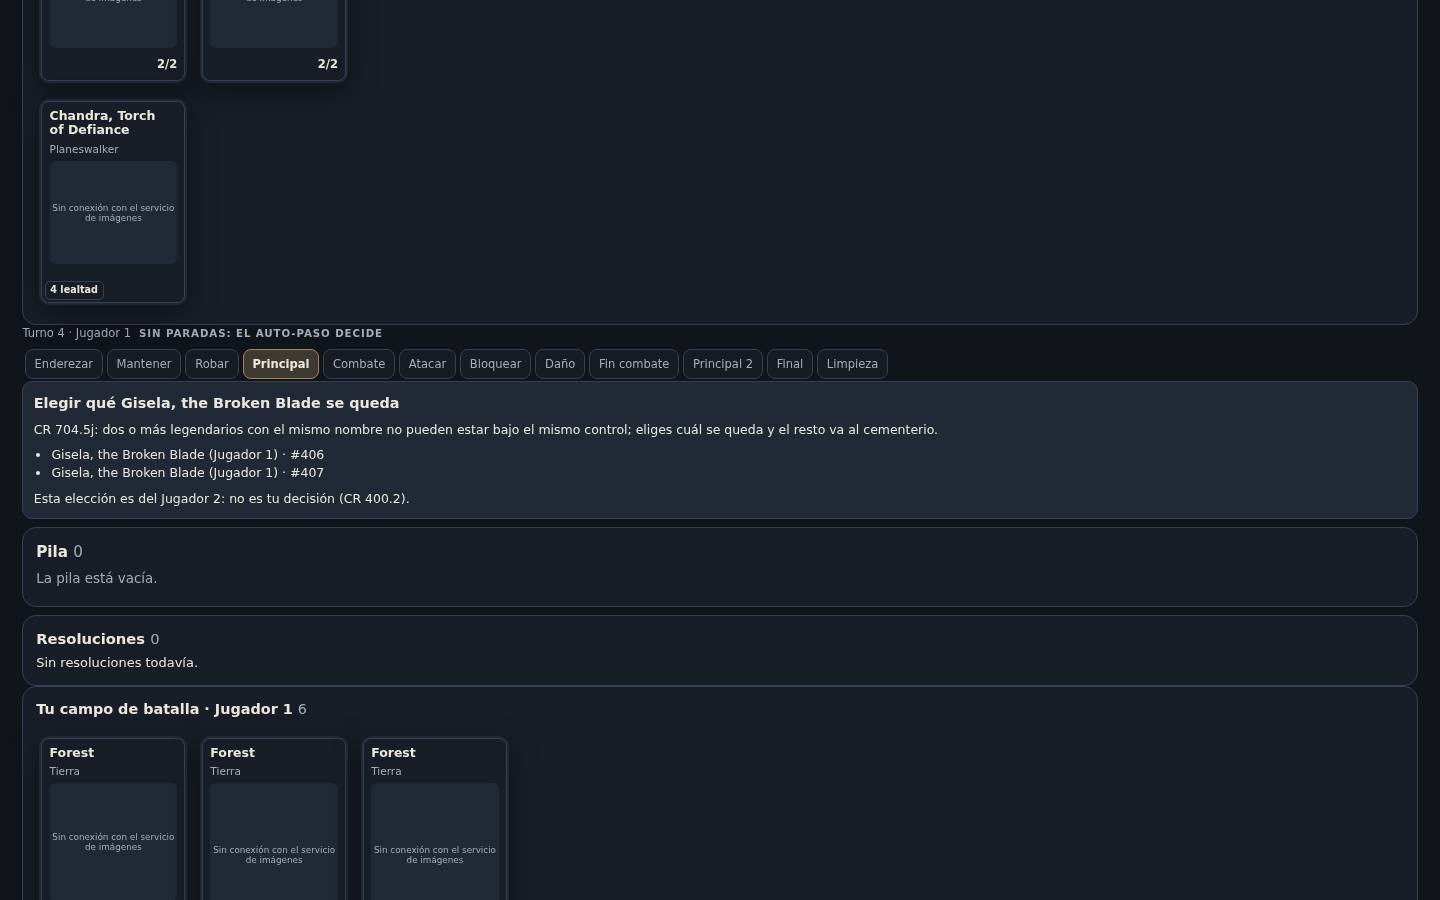 2/2
2/2
Chandra, Torch
of Defiance
Planeswalker
Sin conexión con el servicio
de imágenes
4 lealtad
Turno 4 · Jugador 1 SIN PARADAS: EL AUTO-PASO DECIDE
Enderezar Mantener Robar Principal Combate Atacar Bloquear Daño Fin combate Principal 2 Final Limpieza
Elegir qué Gisela, the Broken Blade se queda
CR 704.5j: dos o más legendarios con el mismo nombre no pueden estar bajo el mismo control; eliges cuál se queda y el resto va al cementerio.
• Gisela, the Broken Blade (Jugador 1) · #406
• Gisela, the Broken Blade (Jugador 1) · #407
Esta elección es del Jugador 2: no es tu decisión (CR 400.2).
Pila 0
La pila está vacía.
Resoluciones 0
Sin resoluciones todavía.
Tu campo de batalla · Jugador 1 6
Forest Forest Forest
Tierra Tierra Tierra
Sin conexión con el servicio
de imágenes
Sin conexión con el servicio
de imágenes
Sin conexión con el servicio
de imágenes